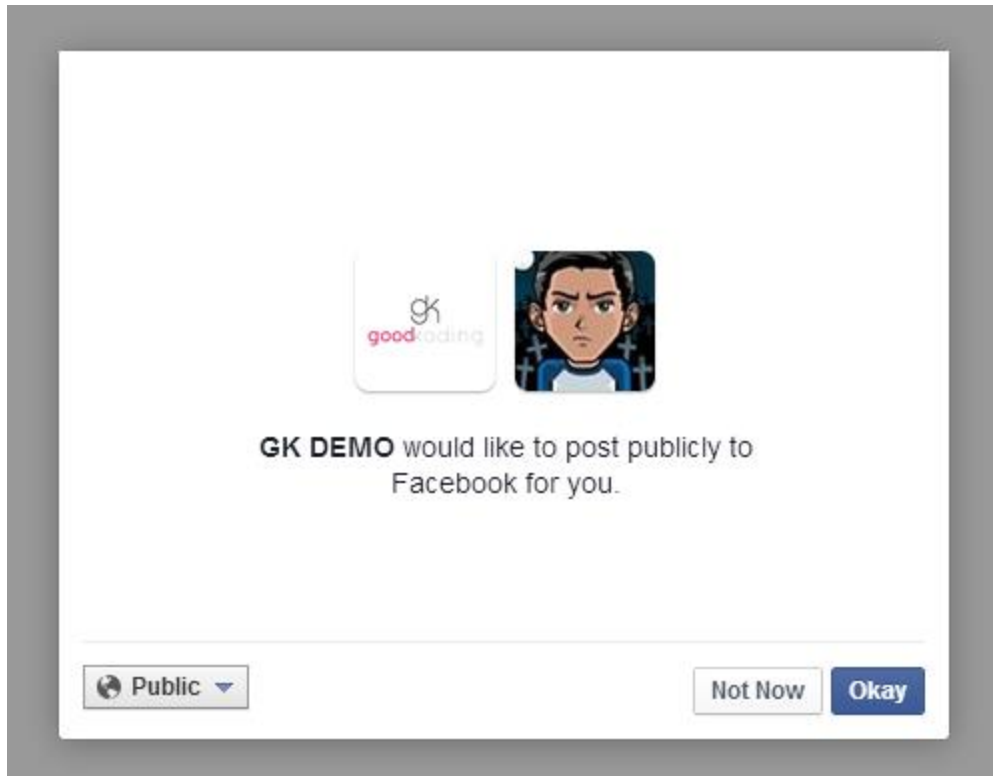 gk
goodkoding
GK DEMO would like to post publicly to
Facebook for you.
Public
Not Now
Okay